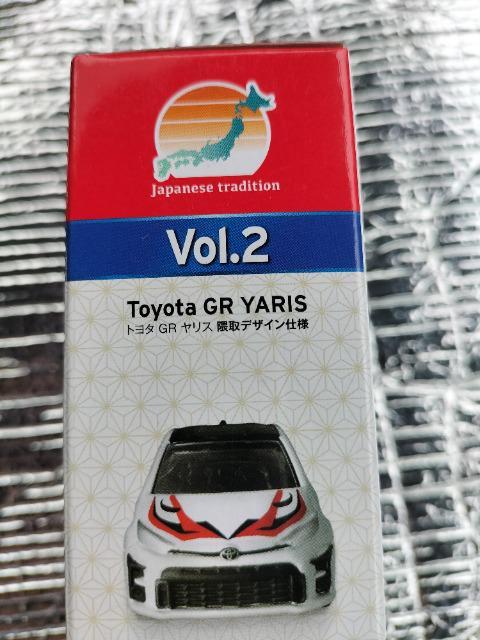 Japanese tradition
Vol.2
Toyota GR YARIS
トヨタ GR ヤリス 隈取デザイン仕様